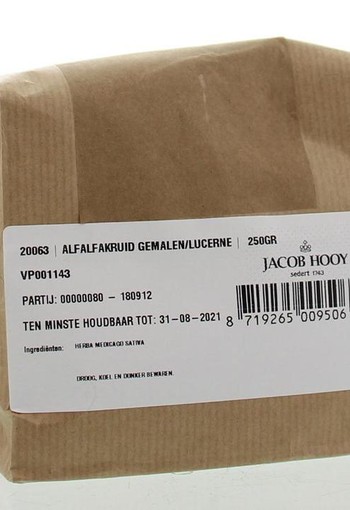 20063 | ALFALFAKRUID GEMALEN/LUCERNE | 250GR
VP001143
JACOB HOOY
sedert 1743
PARTIJ: 00000080 - 180912
TEN MINSTE HOUDBAAR TOT: 31-08-2021
8 719265 009506
Ingrediënten: HERBA MEDICAGO SATIVA
DROOG, KOEL EN DONKER BEWAREN.